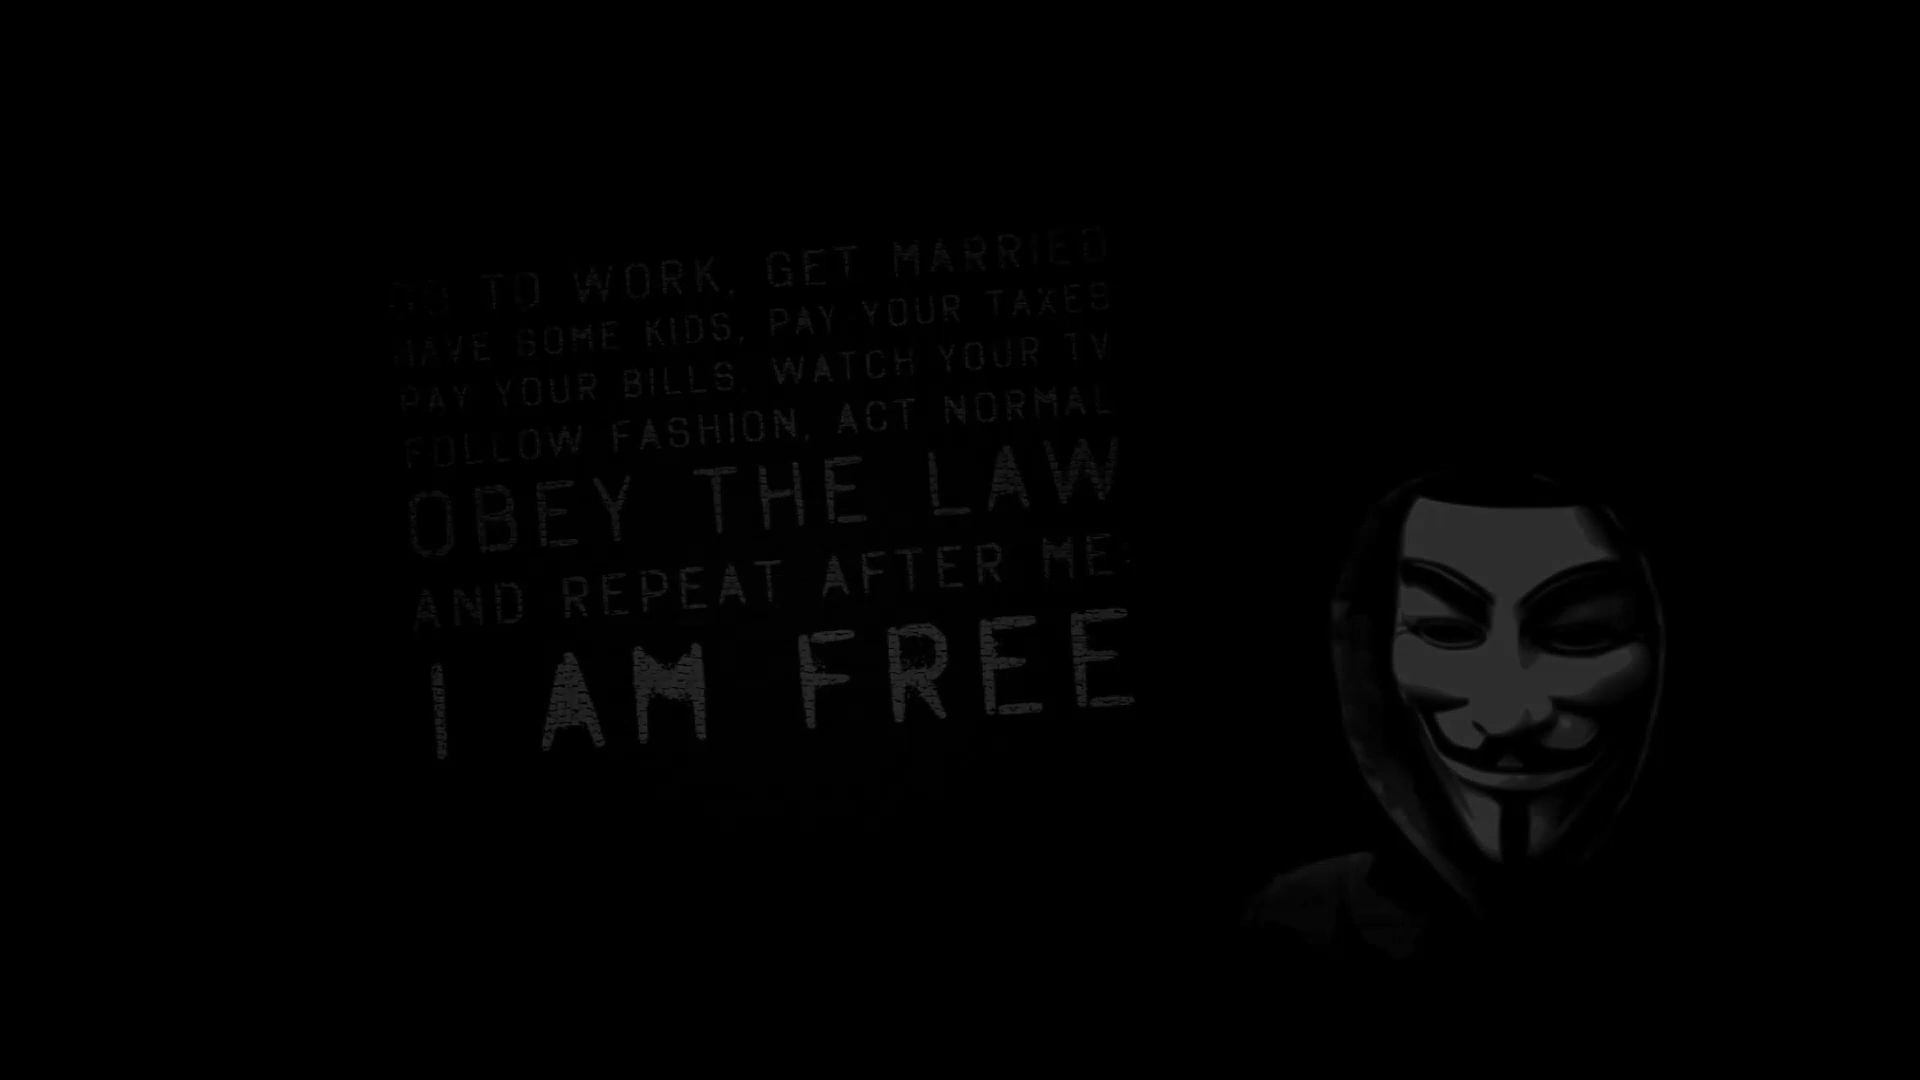 GO TO WORK, GET MARRIED
HAVE SOME KIDS, PAY YOUR TAXES
PAY YOUR BILLS, WATCH YOUR TV
FOLLOW FASHION, ACT NORMAL
OBEY THE LAW
AND REPEAT AFTER ME:
I AM FREE